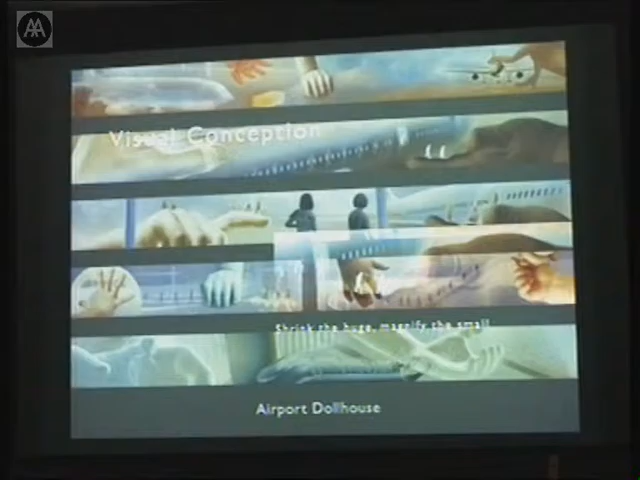 AA
Visual Conception
Shrink the huge, magnify the small
Airport Dollhouse